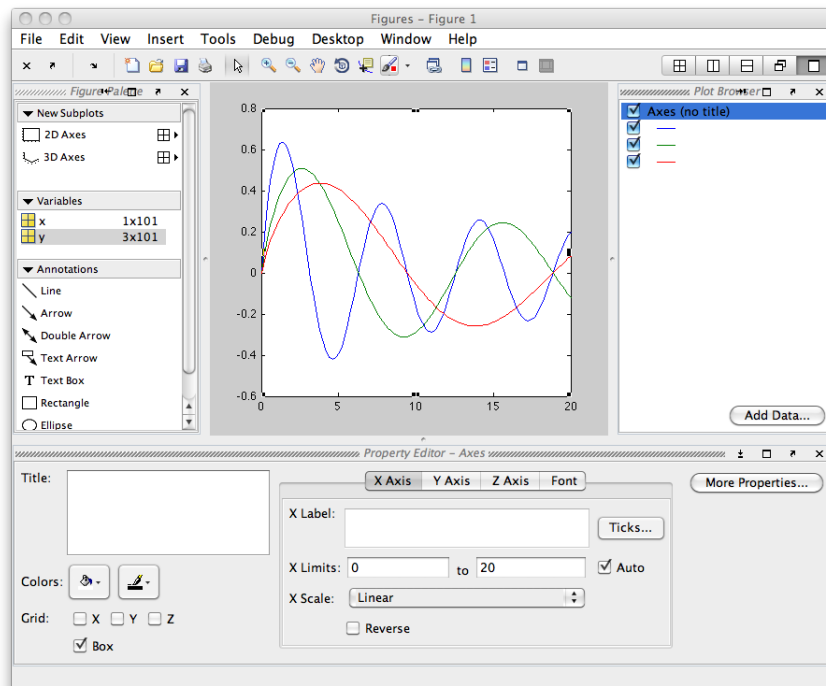 Figures - Figure 1
File Edit View Insert Tools Debug Desktop Window Help
Figure Palette
New Subplots
2D Axes
3D Axes
Variables
x 1x101
y 3x101
Annotations
Line
Arrow
Double Arrow
Text Arrow
T Text Box
Rectangle
Ellipse
0.8
0.6
0.4
0.2
0
-0.2
-0.4
-0.6
0 5 10 15 20
Plot Browser
Axes (no title)
Add Data...
Property Editor - Axes
Title:
Colors:
Grid: X Y Z
Box
X Axis Y Axis Z Axis Font
X Label:
Ticks...
X Limits: 0 to 20 Auto
X Scale: Linear
Reverse
More Properties...